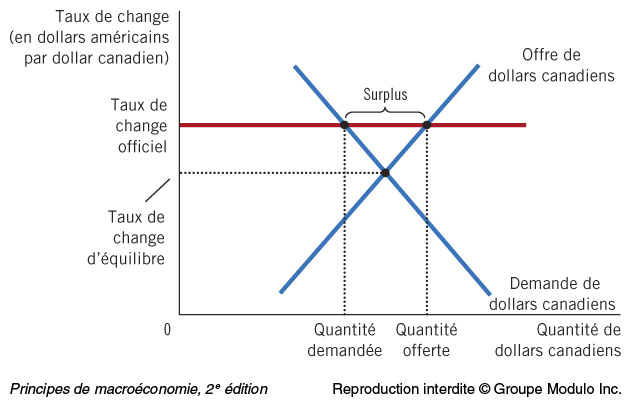 Taux de change
(en dollars américains
par dollar canadien)
Offre de
dollars canadiens
Surplus
Taux de
change
officiel
Taux de
change
d'équilibre
Demande de
dollars canadiens
0
Quantité
demandée
Quantité
offerte
Quantité de
dollars canadiens
Principes de macroéconomie, 2e édition
Reproduction interdite © Groupe Modulo Inc.